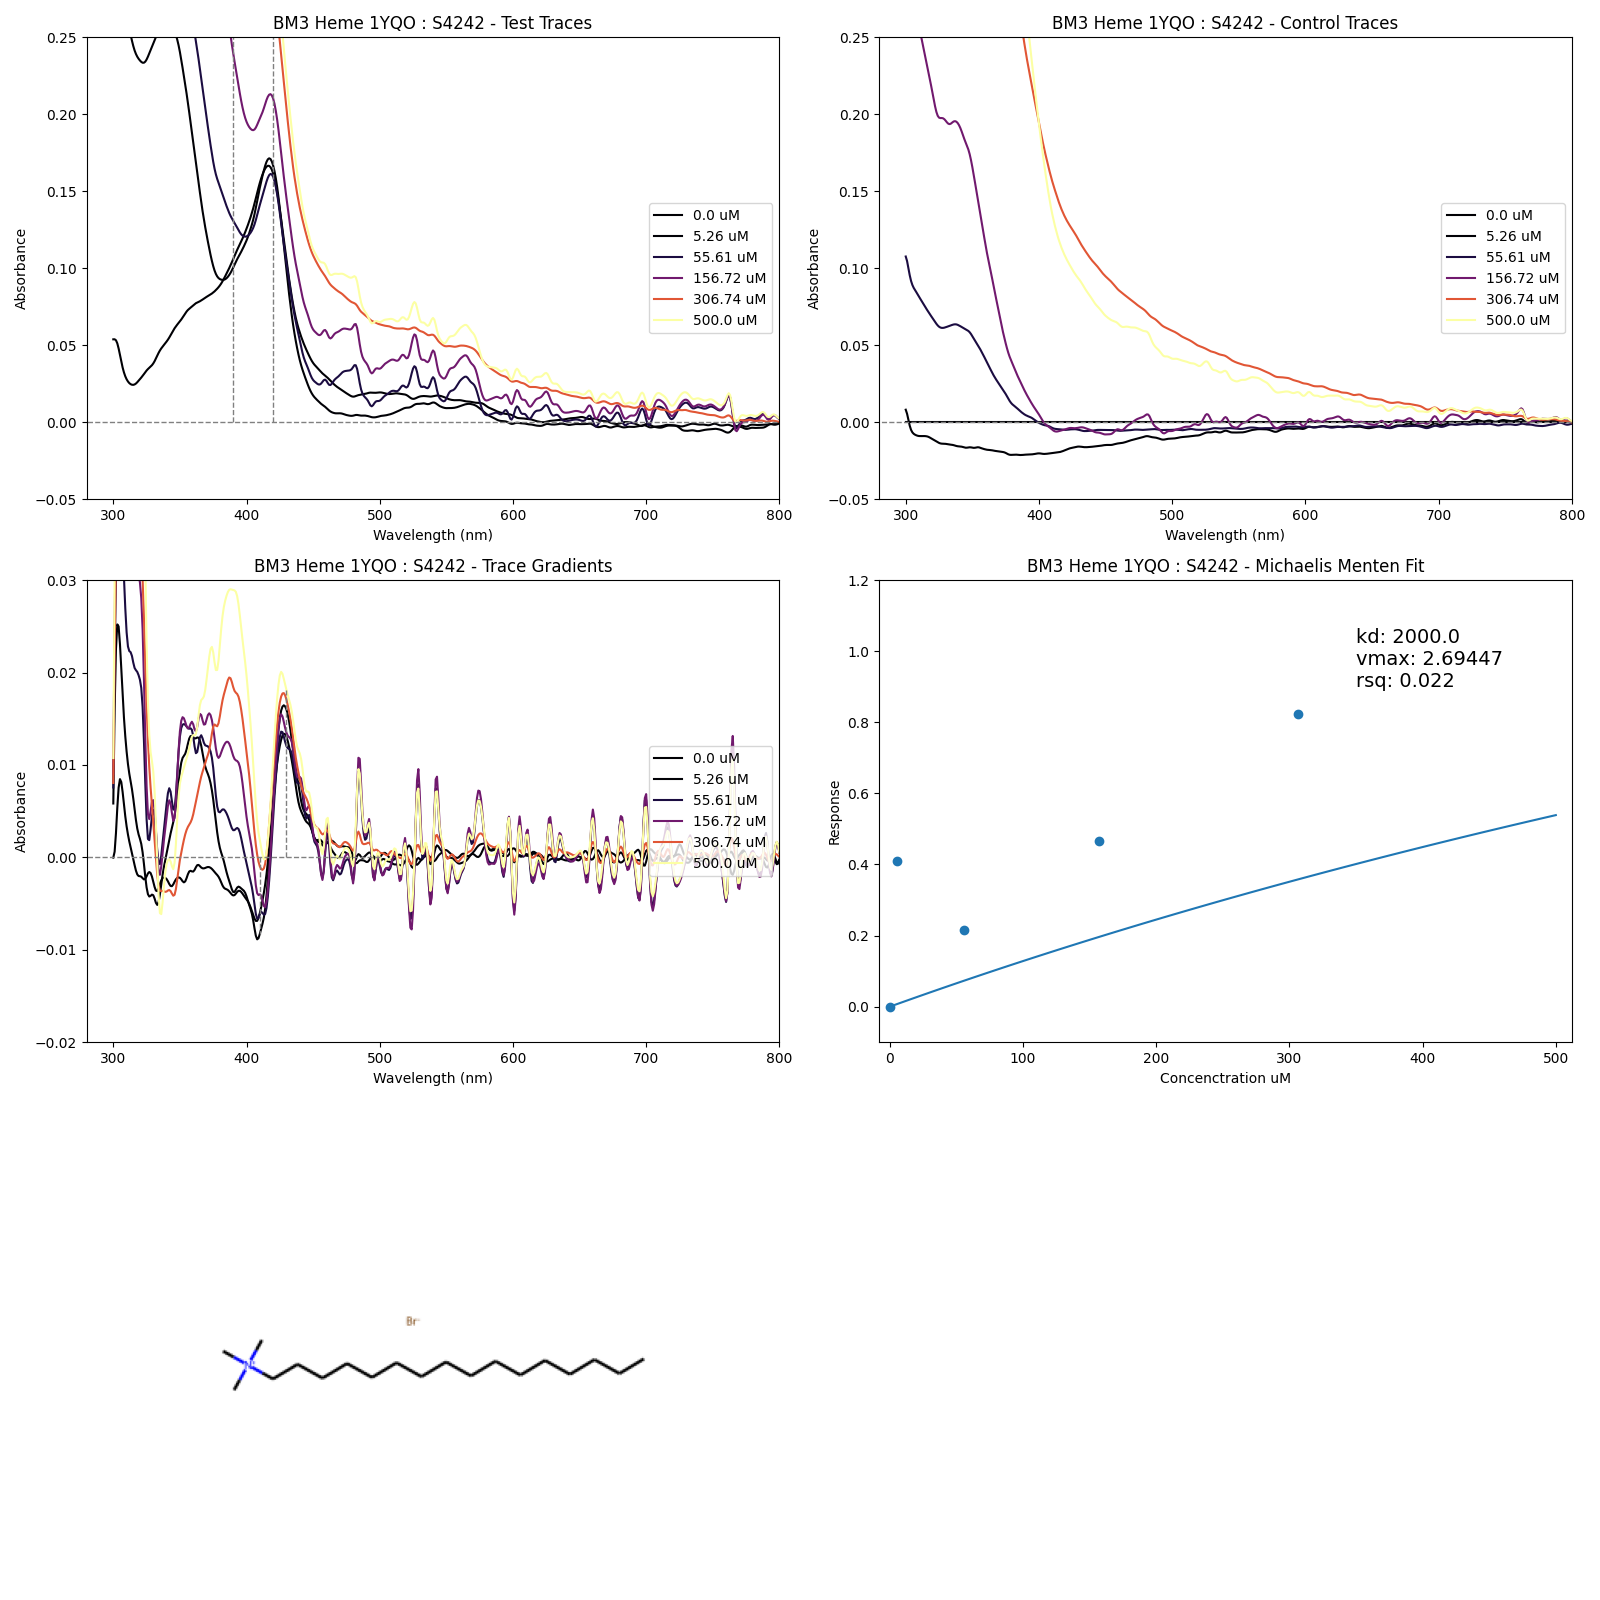 BM3 Heme 1YQO : S4242 - Test Traces
0.25
0.20
0.15
0.10
0.05
0.00
−0.05
Absorbance
0.0 uM
5.26 uM
55.61 uM
156.72 uM
306.74 uM
500.0 uM
300
400
500
600
700
800
Wavelength (nm)
BM3 Heme 1YQO : S4242 - Control Traces
0.25
0.20
0.15
0.10
0.05
0.00
−0.05
Absorbance
0.0 uM
5.26 uM
55.61 uM
156.72 uM
306.74 uM
500.0 uM
300
400
500
600
700
800
Wavelength (nm)
BM3 Heme 1YQO : S4242 - Trace Gradients
0.03
0.02
0.01
0.00
−0.01
−0.02
Absorbance
0.0 uM
5.26 uM
55.61 uM
156.72 uM
306.74 uM
500.0 uM
300
400
500
600
700
800
Wavelength (nm)
BM3 Heme 1YQO : S4242 - Michaelis Menten Fit
1.2
1.0
0.8
0.6
0.4
0.2
0.0
Response
kd: 2000.0
vmax: 2.69447
rsq: 0.022
0
100
200
300
400
500
Concenctration uM
Br⁻
N⁺